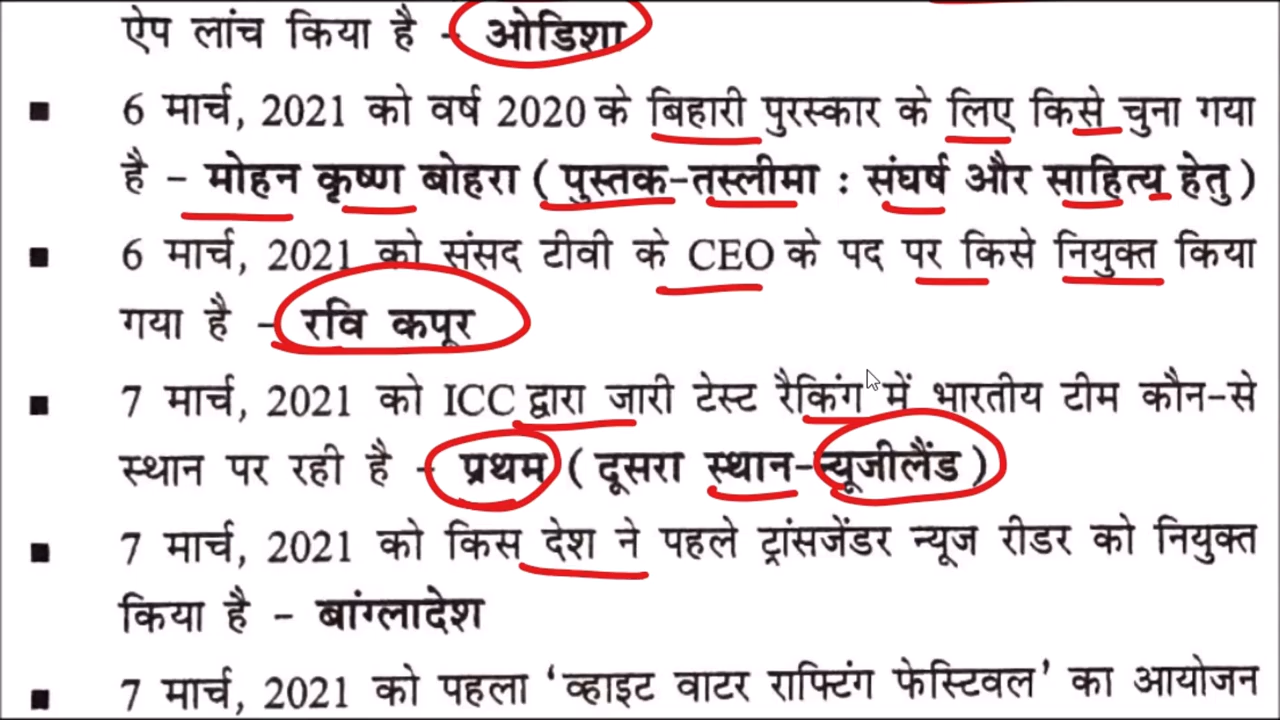 ऐप लांच किया है - ओडिशा
■ 6 मार्च, 2021 को वर्ष 2020 के बिहारी पुरस्कार के लिए किसे चुना गया
है - मोहन कृष्ण बोहरा (पुस्तक-तस्लीमा : संघर्ष और साहित्य हेतु)
■ 6 मार्च, 2021 को संसद टीवी के CEO के पद पर किसे नियुक्त किया
गया है - रवि कपूर
■ 7 मार्च, 2021 को ICC द्वारा जारी टेस्ट रैकिंग में भारतीय टीम कौन-से
स्थान पर रही है - प्रथम (दूसरा स्थान-न्यूजीलैंड)
■ 7 मार्च, 2021 को किस देश ने पहले ट्रांसजेंडर न्यूज रीडर को नियुक्त
किया है - बांग्लादेश
■ 7 मार्च, 2021 को पहला ‘व्हाइट वाटर राफ्टिंग फेस्टिवल’ का आयोजन